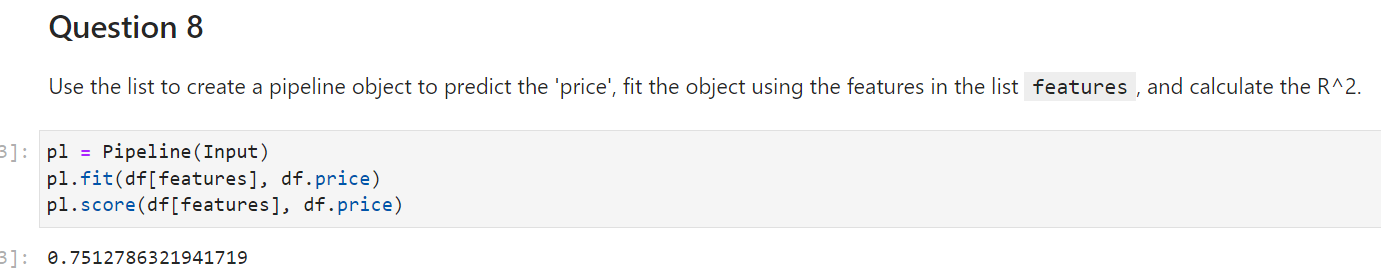 Question 8
Use the list to create a pipeline object to predict the 'price', fit the object using the features in the list features , and calculate the R^2.
3]: pl = Pipeline(Input)
pl.fit(df[features], df.price)
pl.score(df[features], df.price)
3]: 0.7512786321941719